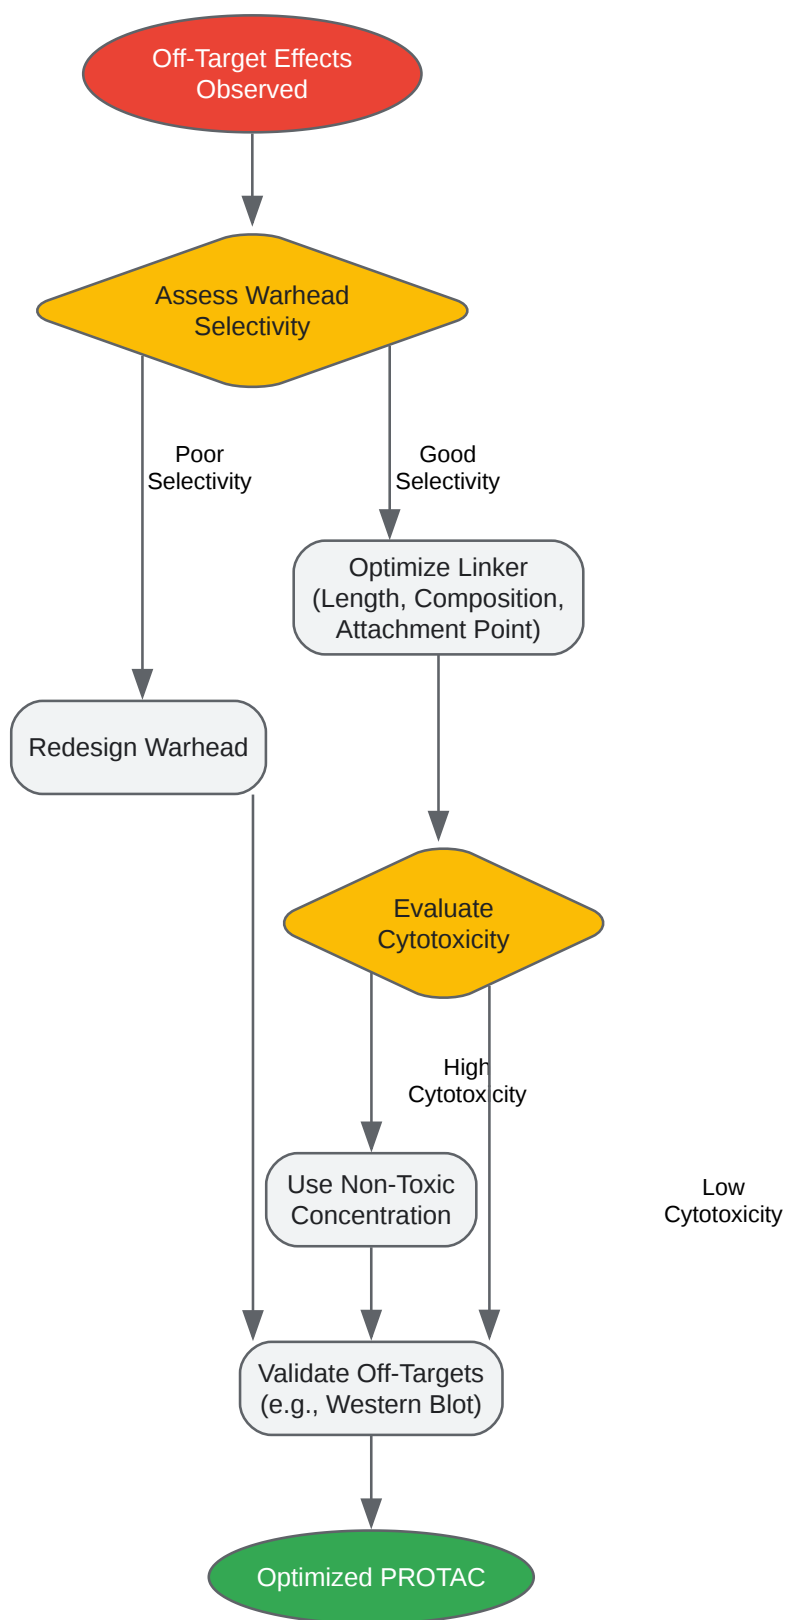 Off-Target Effects
Observed
Assess Warhead
Selectivity
Poor
Selectivity
Good
Selectivity
Optimize Linker
(Length, Composition,
Attachment Point)
Redesign Warhead
Evaluate
Cytotoxicity
High
Cytotoxicity
Use Non-Toxic
Concentration
Low
Cytotoxicity
Validate Off-Targets
(e.g., Western Blot)
Optimized PROTAC